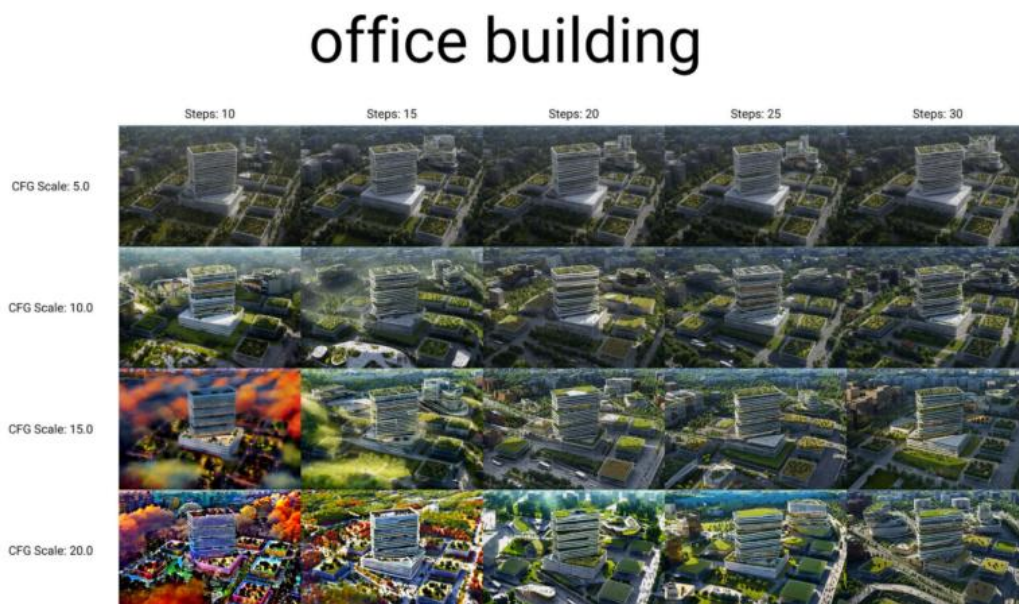 office building
Steps: 10 Steps: 15 Steps: 20 Steps: 25 Steps: 30
CFG Scale: 5.0
CFG Scale: 10.0
CFG Scale: 15.0
CFG Scale: 20.0